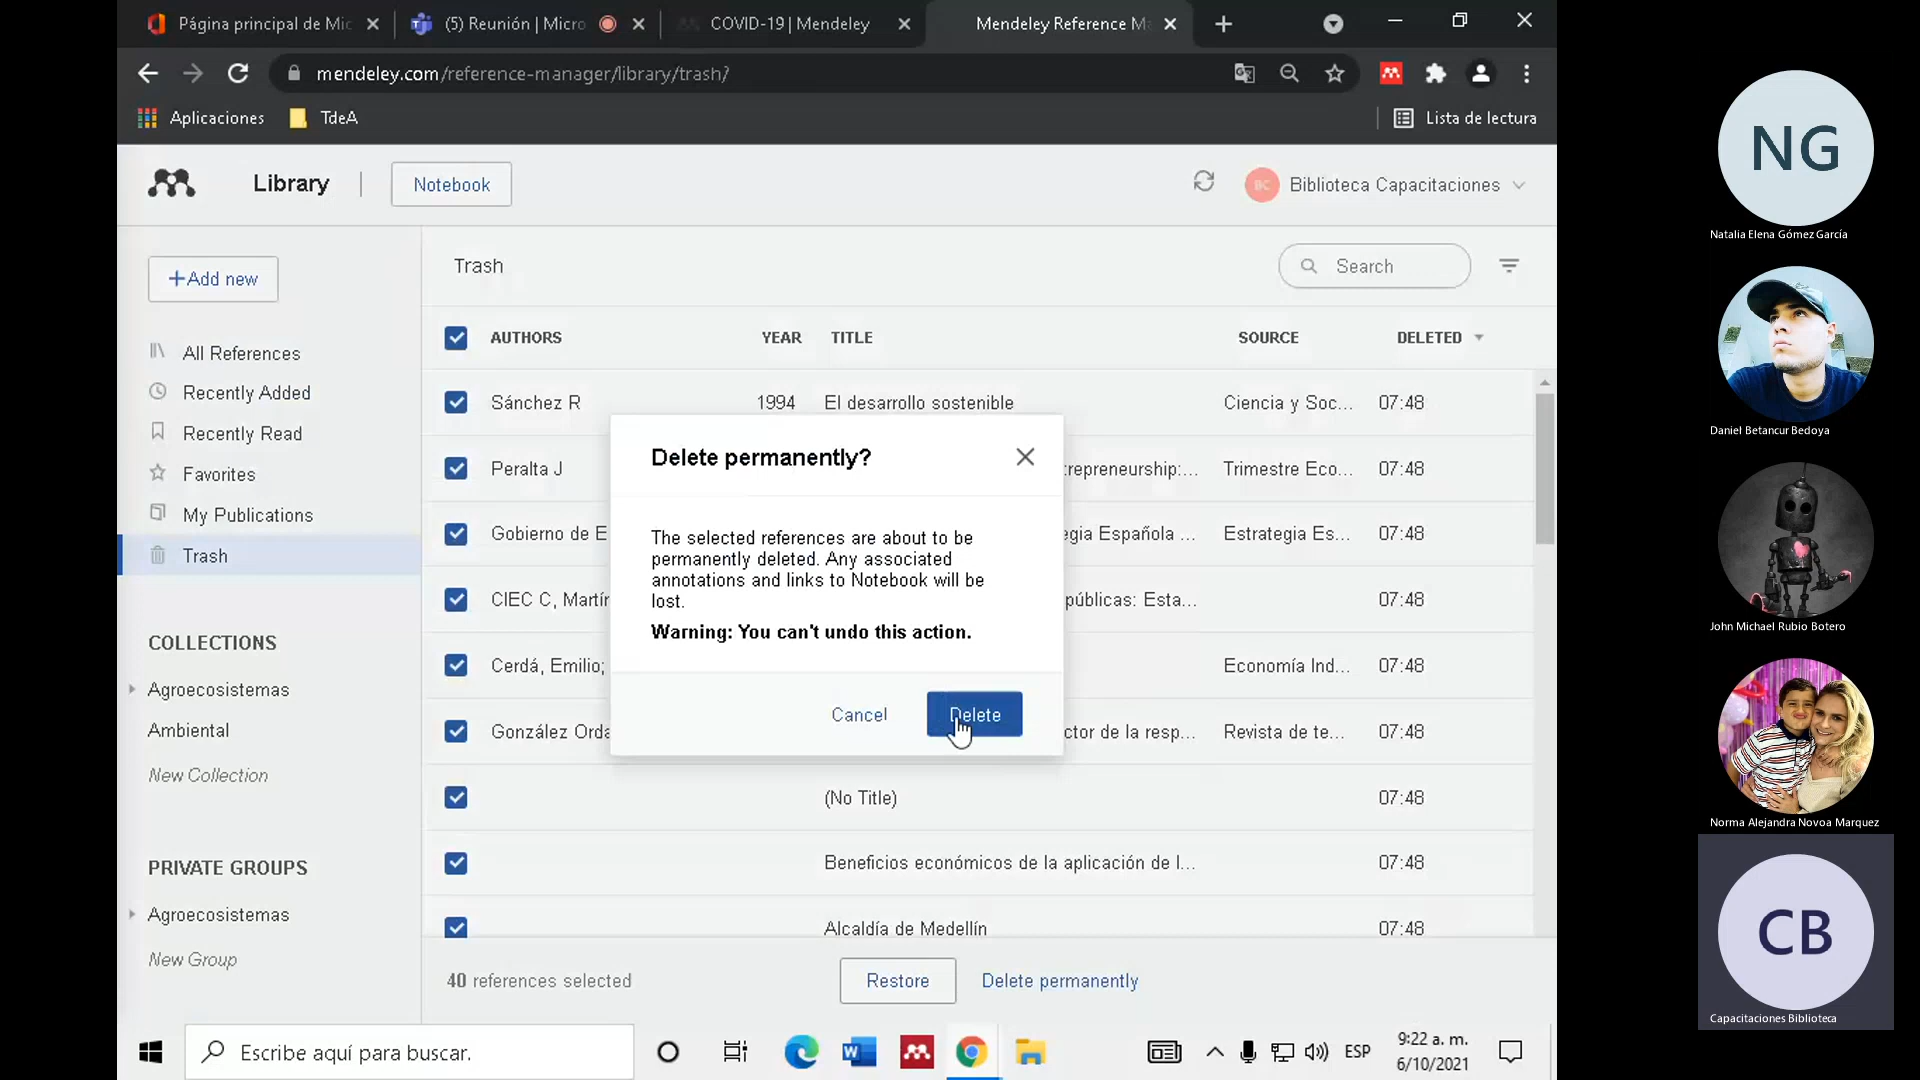 Página principal de Mic
(5) Reunión | Micro
COVID-19 | Mendeley
Mendeley Reference Ma
mendeley.com/reference-manager/library/trash/?
Aplicaciones
TdeA
Lista de lectura
Library
Notebook
BC
Biblioteca Capacitaciones
+Add new
Trash
Search
AUTHORS YEAR TITLE SOURCE DELETED
All References
Recently Added
Recently Read
Favorites
My Publications
Trash
COLLECTIONS
Agroecosistemas
Ambiental
New Collection
PRIVATE GROUPS
Agroecosistemas
New Group
Sánchez R 1994 El desarrollo sostenible Ciencia y Soc... 07:48
Peralta J trepreneurship:... Trimestre Eco... 07:48
Gobierno de E egia Española ... Estrategia Es... 07:48
CIEC C, Martín públicas: Esta... 07:48
Cerdá, Emilio; Economía Ind... 07:48
González Orda ctor de la resp... Revista de te... 07:48
(No Title) 07:48
Beneficios económicos de la aplicación de l... 07:48
Alcaldía de Medellín 07:48
Delete permanently?
The selected references are about to be
permanently deleted. Any associated
annotations and links to Notebook will be
lost.
Warning: You can't undo this action.
Cancel
Delete
40 references selected
Restore
Delete permanently
Escribe aquí para buscar.
ESP
9:22 a. m.
6/10/2021
NG
Natalia Elena Gómez García
Daniel Betancur Bedoya
John Michael Rubio Botero
Norma Alejandra Novoa Marquez
CB
Capacitaciones Biblioteca